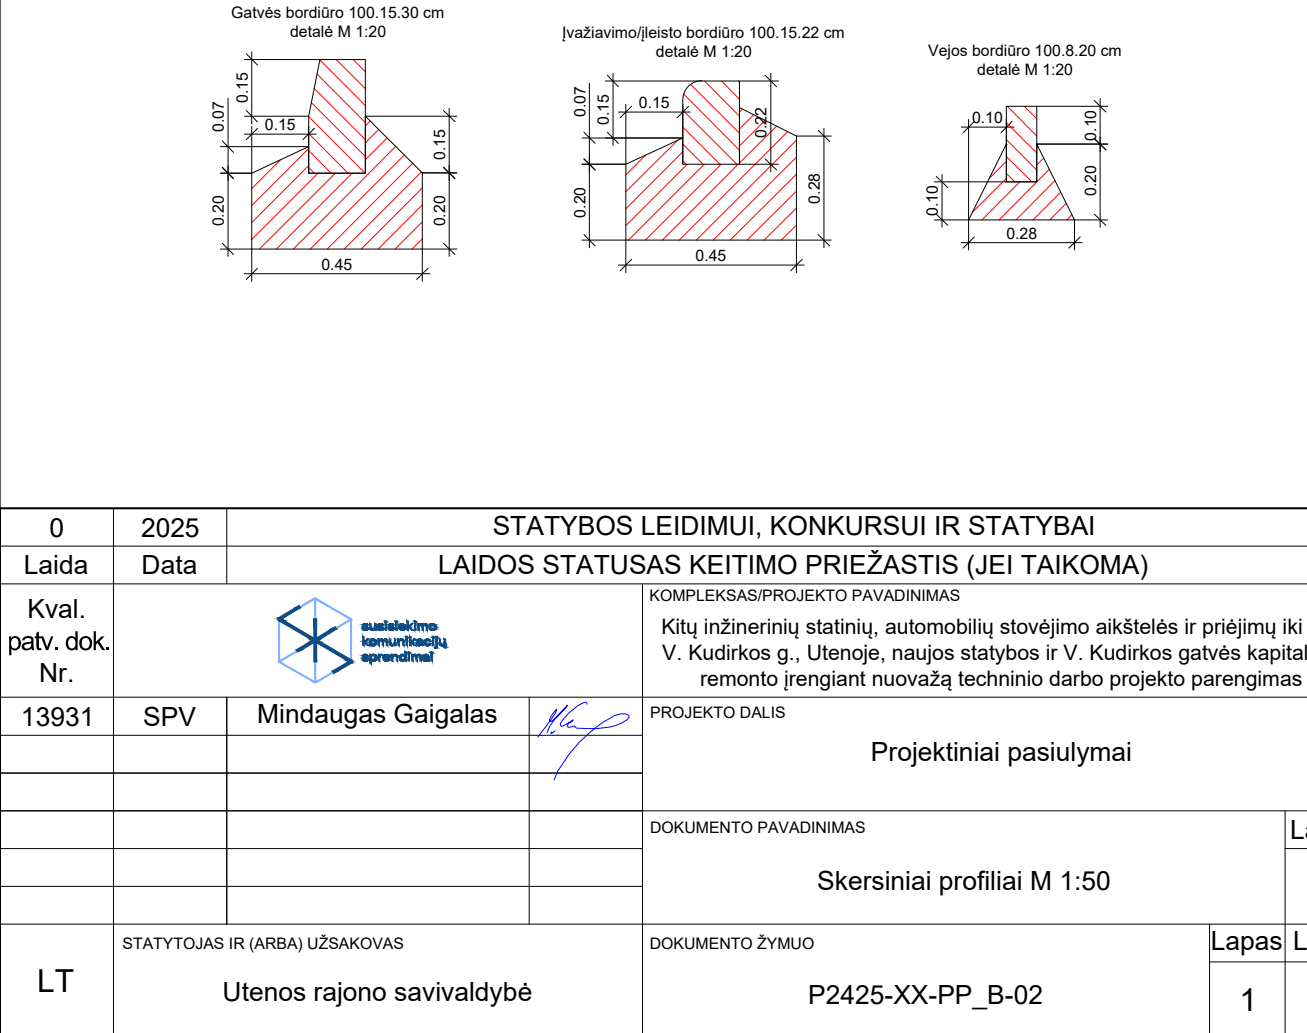 Gatvės bordiūro 100.15.30 cm
detalė M 1:20
0.15
0.07
0.15
0.15
0.20
0.20
0.45
Įvažiavimo/įleisto bordiūro 100.15.22 cm
detalė M 1:20
0.07
0.15
0.15
0.22
0.20
0.28
0.45
Vejos bordiūro 100.8.20 cm
detalė M 1:20
0.10
0.10
0.20
0.10
0.28
0 2025 STATYBOS LEIDIMUI, KONKURSUI IR STATYBAI
Laida Data LAIDOS STATUSAS KEITIMO PRIEŽASTIS (JEI TAIKOMA)
Kval.
patv. dok.
Nr.
susisiekimo
komunikacijų
sprendimai
KOMPLEKSAS/PROJEKTO PAVADINIMAS
Kitų inžinerinių statinių, automobilių stovėjimo aikštelės ir priėjimų iki
V. Kudirkos g., Utenoje, naujos statybos ir V. Kudirkos gatvės kapital
remonto įrengiant nuovažą techninio darbo projekto parengimas
13931 SPV Mindaugas Gaigalas
PROJEKTO DALIS
Projektiniai pasiulymai
DOKUMENTO PAVADINIMAS
Skersiniai profiliai M 1:50
LT
STATYTOJAS IR (ARBA) UŽSAKOVAS
Utenos rajono savivaldybė
DOKUMENTO ŽYMUO
P2425-XX-PP_B-02
Lapas
1